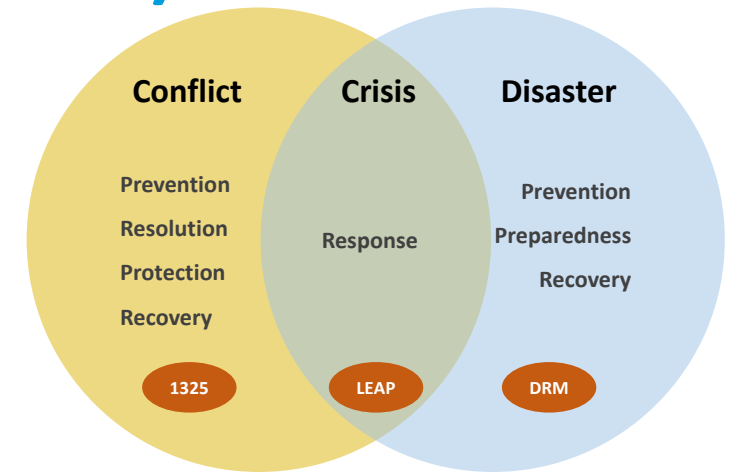 Conflict
Prevention
Resolution
Protection
Recovery
1325
Crisis
Response
LEAP
Disaster
Prevention
Preparedness
Recovery
DRM